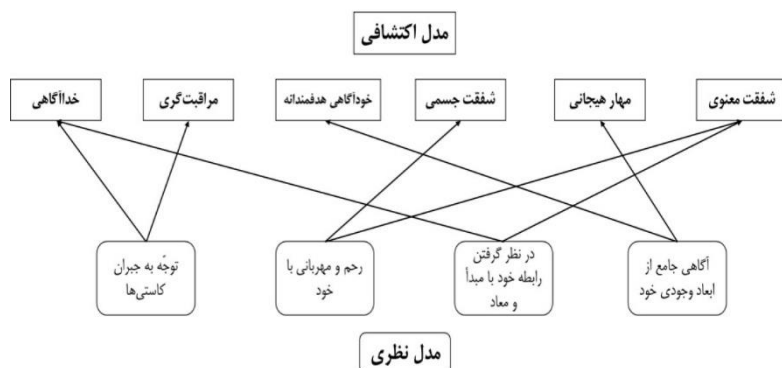 مدل اکتشافی
شفقت معنوی
مهار هیجانی
شفقت جسمی
خودآگاهی هدفمندانه
مراقبت‌گری
خداآگاهی
آگاهی جامع از
ابعاد وجودی خود
در نظر گرفتن
رابطه خود با مبدأ
و معاد
رحم و مهربانی با
خود
توجّه به جبران
کاستی‌ها
مدل نظری